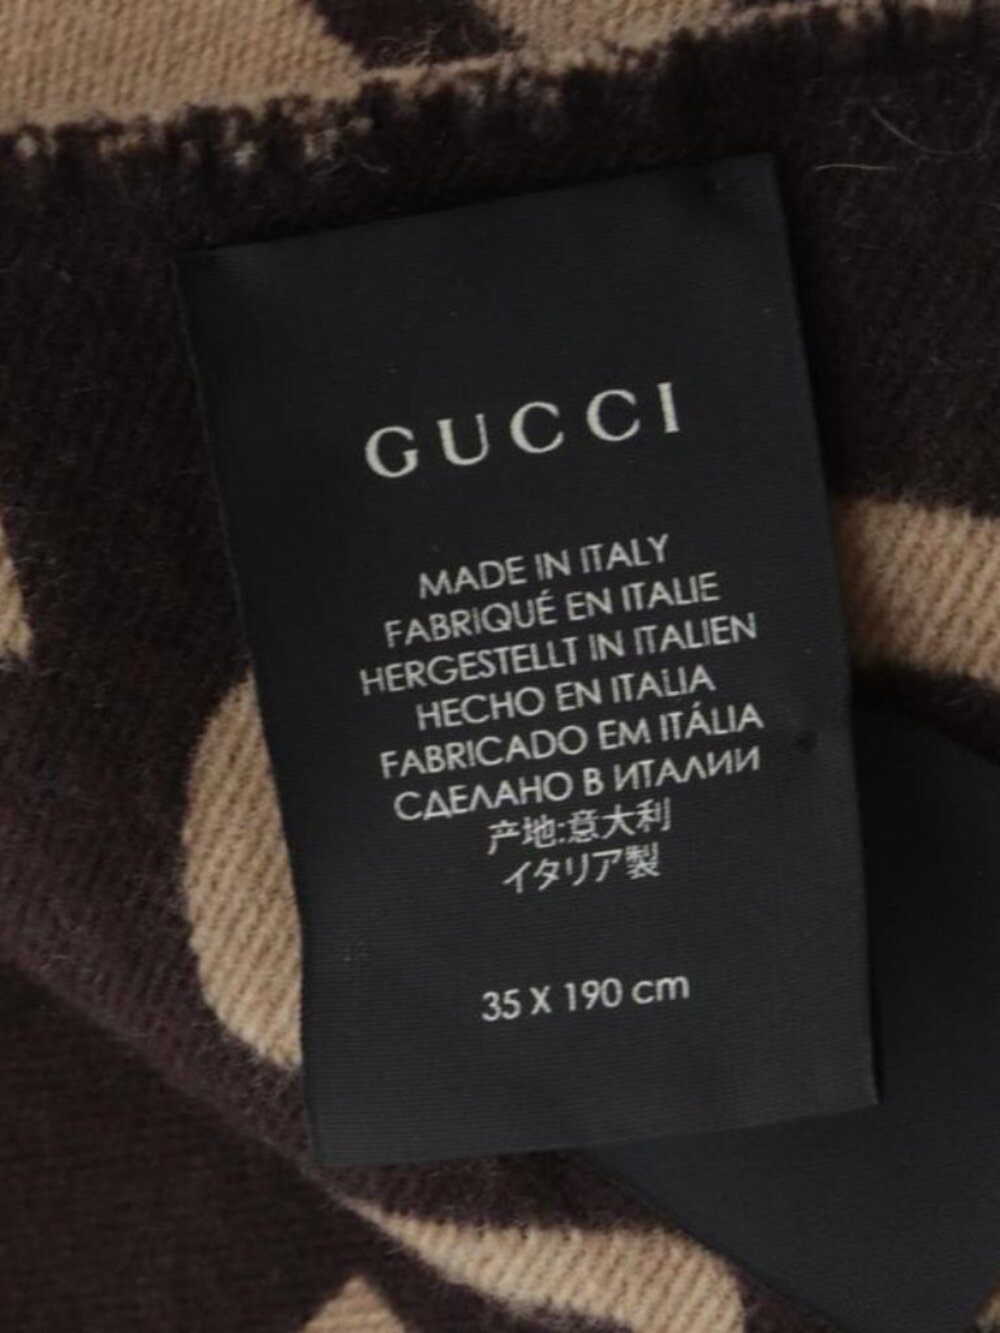 GUCCI
MADE IN ITALY
FABRIQUÉ EN ITALIE
HERGESTELLT IN ITALIEN
HECHO EN ITALIA
FABRICADO EM ITÁLIA
СДЕЛАНО В ИТАЛИИ
产地:意大利
イタリア製
35 X 190 cm